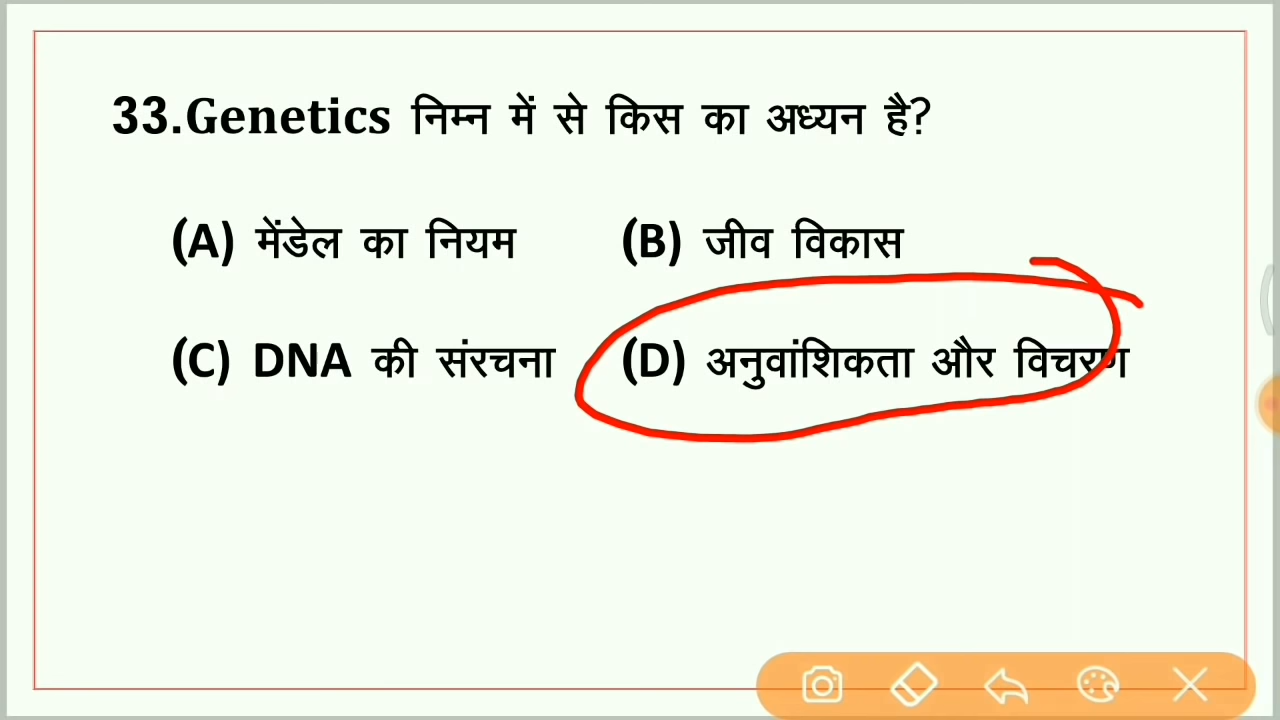 33.Genetics निम्न में से किस का अध्यन है?
(A) मेंडेल का नियम (B) जीव विकास
(C) DNA की संरचना (D) अनुवांशिकता और विचरण